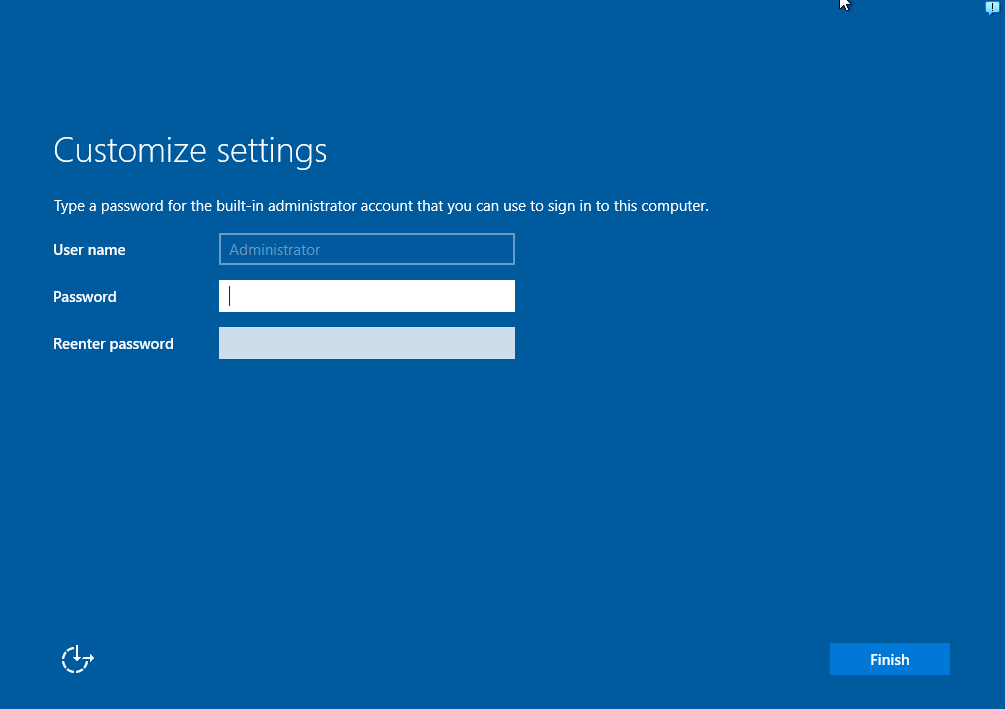 Customize settings
Type a password for the built-in administrator account that you can use to sign in to this computer.
User name Administrator
Password
Reenter password
Finish